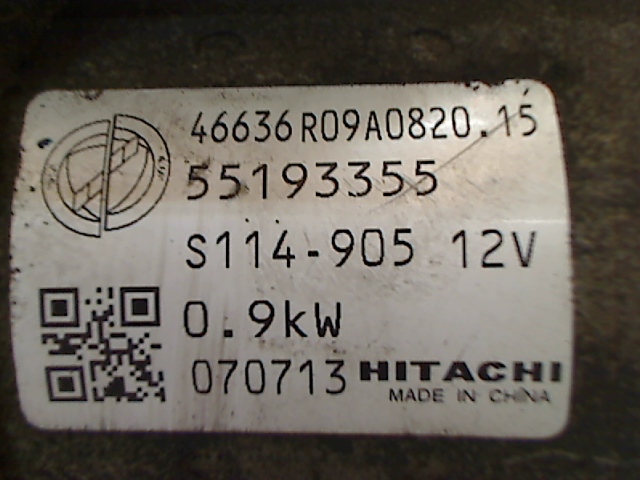 46636R09A0820.15
55193355
S114-905 12V
0.9kW
070713 HITACHI
MADE IN CHINA